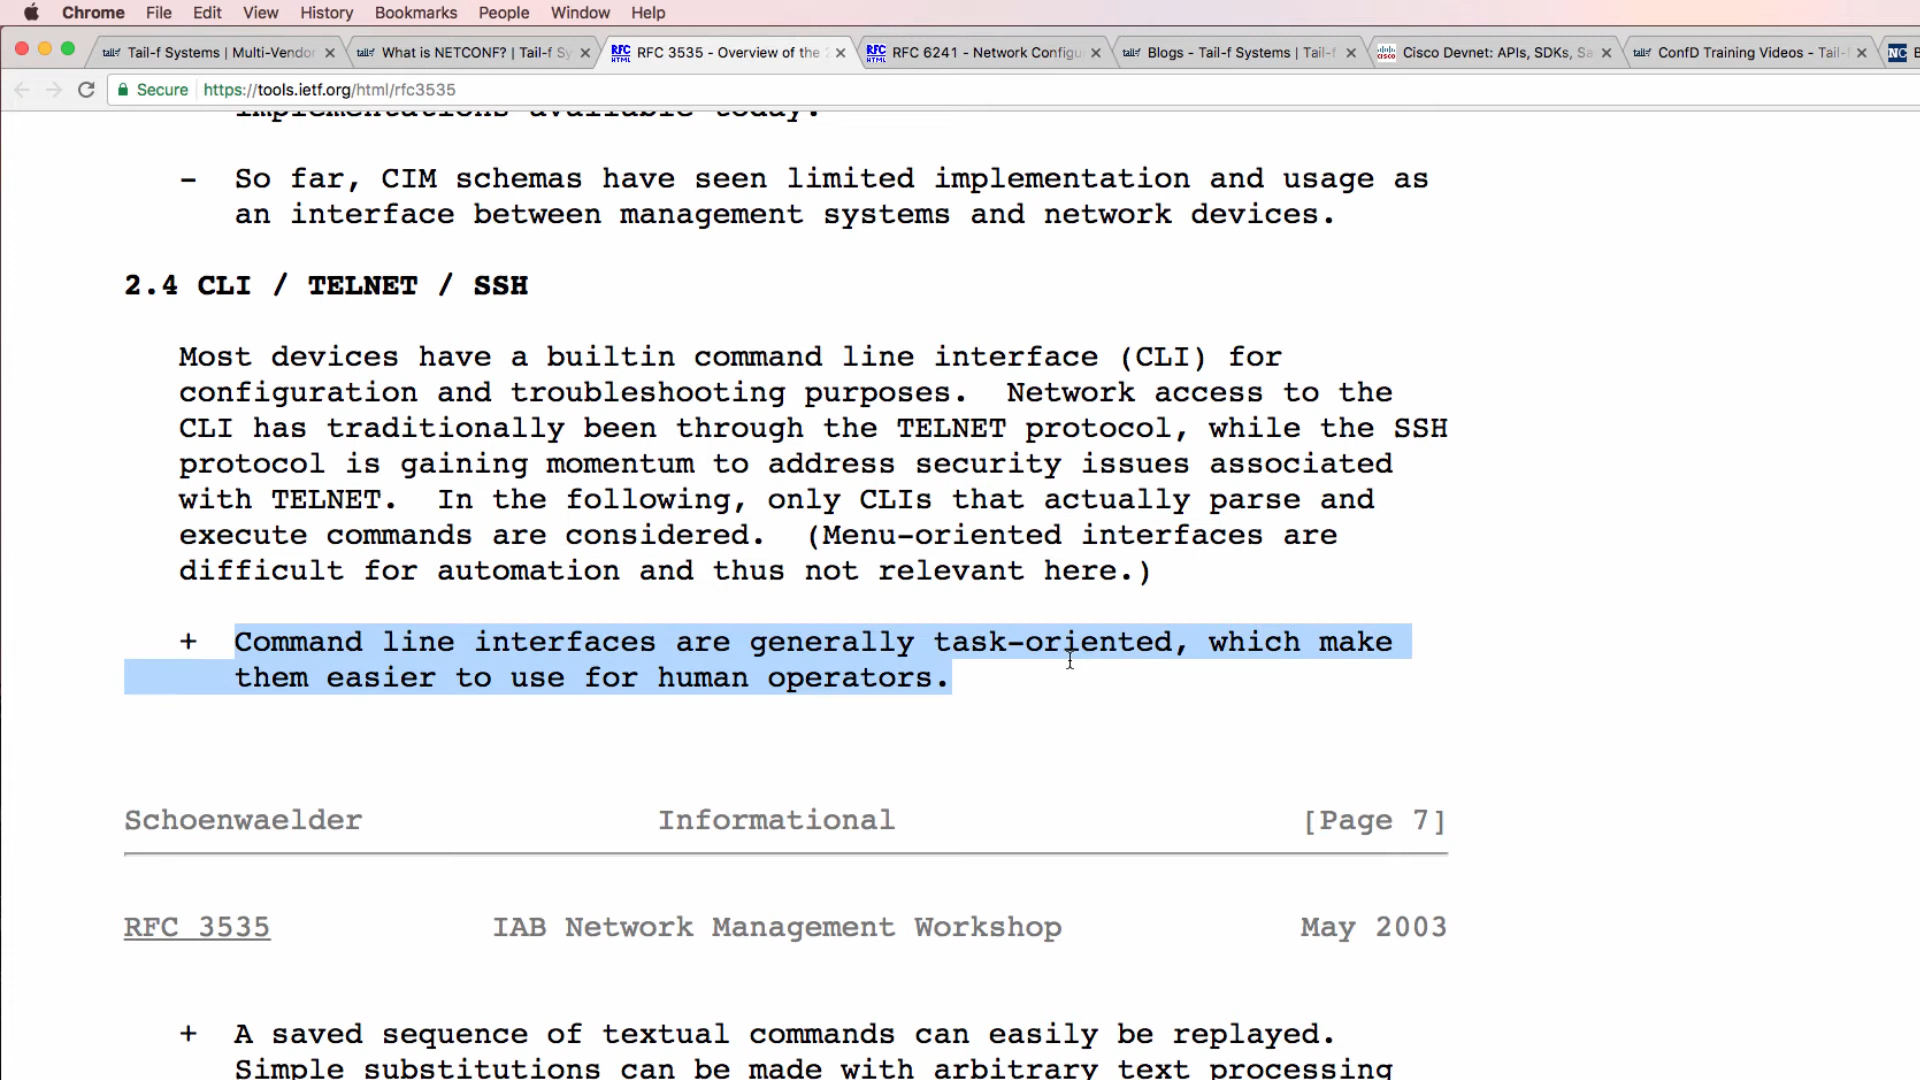 Chrome File Edit View History Bookmarks People Window Help
Tail-f Systems | Multi-Vendor What is NETCONF? | Tail-f Sy RFC 3535 - Overview of the 2 RFC 6241 - Network Configu Blogs - Tail-f Systems | Tail-f Cisco Devnet: APIs, SDKs, Sa ConfD Training Videos - Tail-f
Secure https://tools.ietf.org/html/rfc3535
implementations available today.
- So far, CIM schemas have seen limited implementation and usage as
an interface between management systems and network devices.
2.4 CLI / TELNET / SSH
Most devices have a builtin command line interface (CLI) for
configuration and troubleshooting purposes. Network access to the
CLI has traditionally been through the TELNET protocol, while the SSH
protocol is gaining momentum to address security issues associated
with TELNET. In the following, only CLIs that actually parse and
execute commands are considered. (Menu-oriented interfaces are
difficult for automation and thus not relevant here.)
+ Command line interfaces are generally task-oriented, which make
them easier to use for human operators.
Schoenwaelder Informational [Page 7]
RFC 3535 IAB Network Management Workshop May 2003
+ A saved sequence of textual commands can easily be replayed.
Simple substitutions can be made with arbitrary text processing